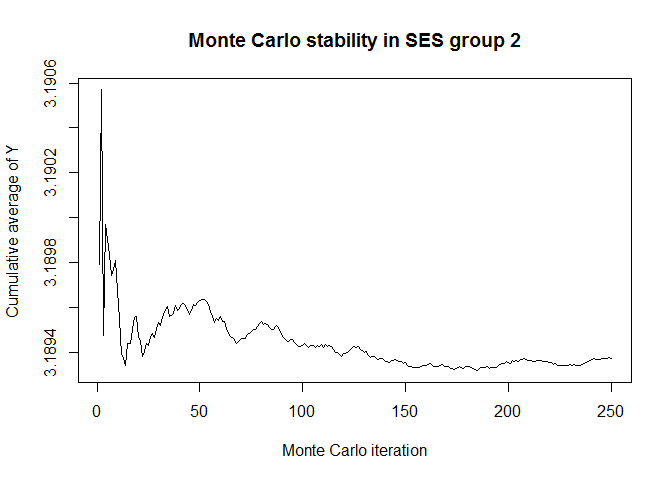 Monte Carlo stability in SES group 2
Cumulative average of Y
3.1906
3.1902
3.1898
3.1894
0 50 100 150 200 250
Monte Carlo iteration